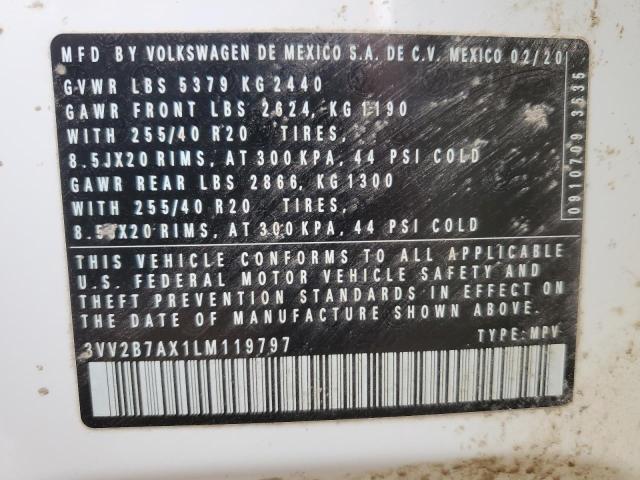 MFD BY VOLKSWAGEN DE MEXICO S.A. DE C.V. MEXICO 02/20
GVWR LBS 5379 KG 2440
GAWR FRONT LBS 2624, KG 1190
WITH 255/40 R20 TIRES,
8.5JX20 RIMS, AT 300 KPA, 44 PSI COLD
GAWR REAR LBS 2866, KG 1300
WITH 255/40 R20 TIRES,
8.5JX20 RIMS, AT 300 KPA, 44 PSI COLD
THIS VEHICLE CONFORMS TO ALL APPLICABLE
U.S. FEDERAL MOTOR VEHICLE SAFETY AND
THEFT PREVENTION STANDARDS IN EFFECT ON
THE DATE OF MANUFACTURE SHOWN ABOVE.
3VV2B7AX1LM119797 TYPE: MPV
0910709 3635